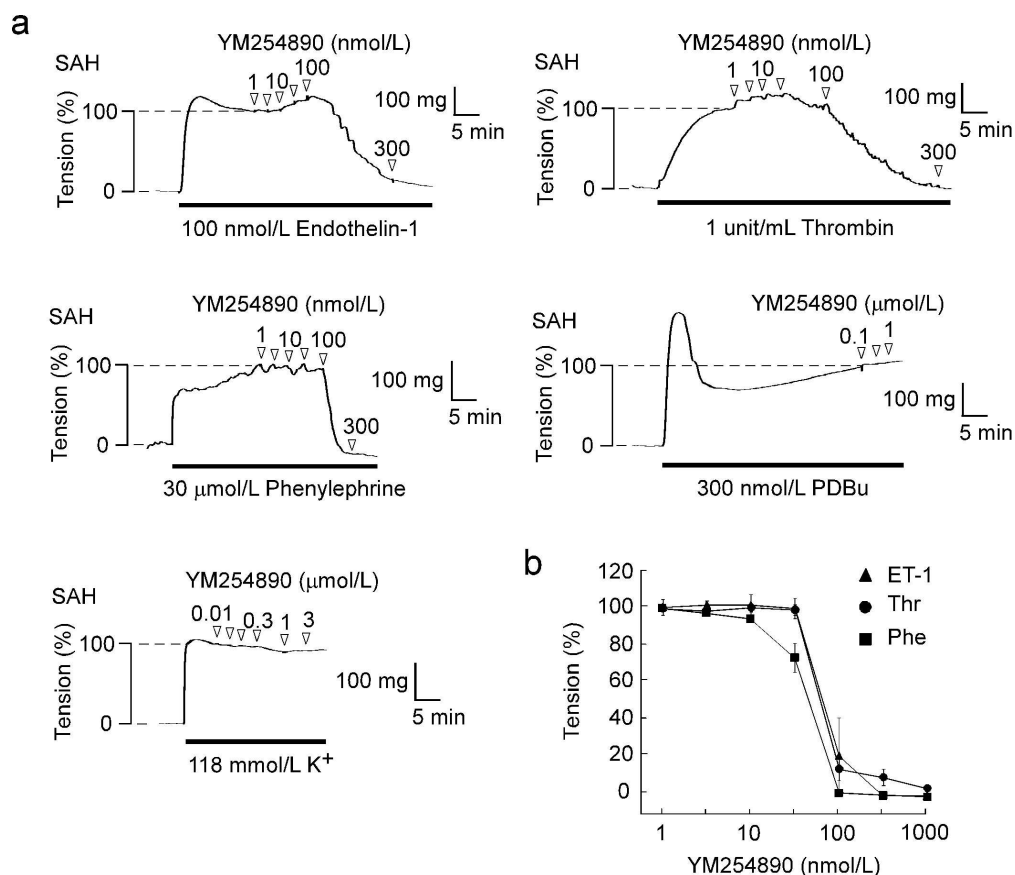 a
YM254890 (nmol/L)
SAH
1 10 100
300
100
0
Tension (%)
100 mg
5 min
100 nmol/L Endothelin-1
YM254890 (nmol/L)
SAH
1 10 100
300
100
0
Tension (%)
100 mg
5 min
1 unit/mL Thrombin
YM254890 (nmol/L)
SAH
1 10 100
300
100
0
Tension (%)
100 mg
5 min
30 μmol/L Phenylephrine
YM254890 (μmol/L)
SAH
0.1 1
100
0
Tension (%)
100 mg
5 min
300 nmol/L PDBu
YM254890 (μmol/L)
SAH
0.01 0.3 1 3
100
0
Tension (%)
100 mg
5 min
118 mmol/L K⁺
b
120
100
80
60
40
20
0
Tension (%)
ET-1
Thr
Phe
1 10 100 1000
YM254890 (nmol/L)